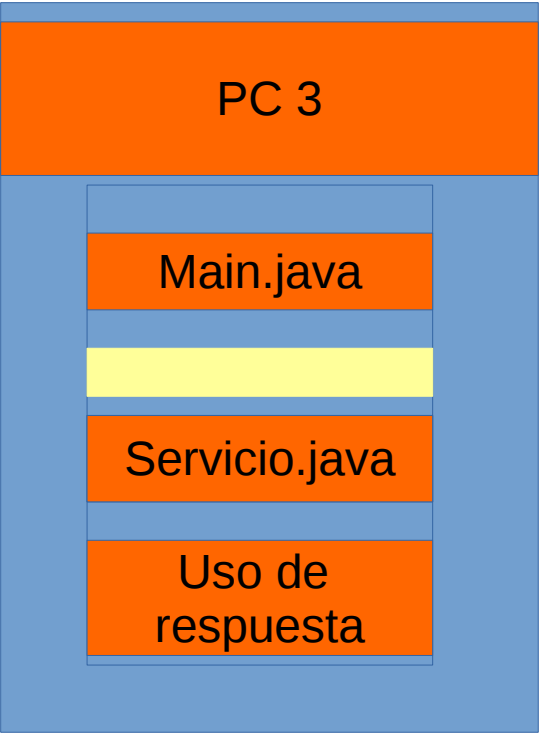 PC 3
Main.java
Servicio.java
Uso de
respuesta